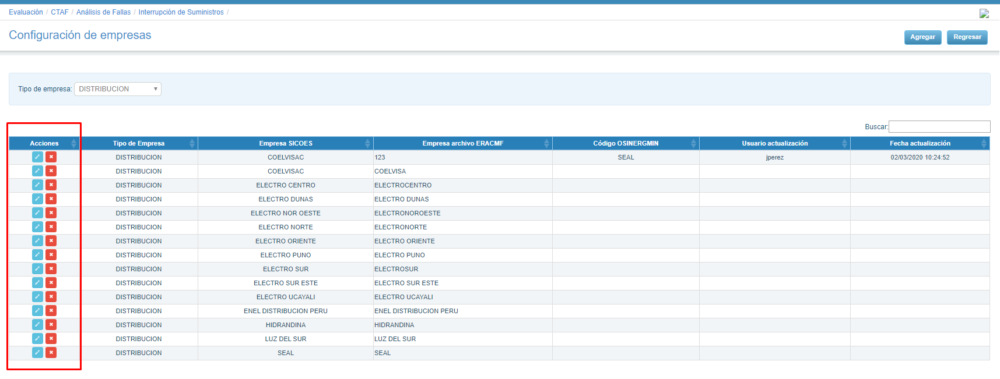 Evaluación / CTAF / Análisis de Fallas / Interrupción de Suministros /
Configuración de empresas
Agregar Regresar
Tipo de empresa: DISTRIBUCION
Buscar:
Acciones Tipo de Empresa Empresa SICOES Empresa archivo ERACMF Código OSINERGMIN Usuario actualización Fecha actualización
DISTRIBUCION COELVISAC 123 SEAL jperez 02/03/2020 10:24:52
DISTRIBUCION COELVISAC COELVISA
DISTRIBUCION ELECTRO CENTRO ELECTROCENTRO
DISTRIBUCION ELECTRO DUNAS ELECTRO DUNAS
DISTRIBUCION ELECTRO NOR OESTE ELECTRONOROESTE
DISTRIBUCION ELECTRO NORTE ELECTRONORTE
DISTRIBUCION ELECTRO ORIENTE ELECTRO ORIENTE
DISTRIBUCION ELECTRO PUNO ELECTRO PUNO
DISTRIBUCION ELECTRO SUR ELECTROSUR
DISTRIBUCION ELECTRO SUR ESTE ELECTRO SUR ESTE
DISTRIBUCION ELECTRO UCAYALI ELECTRO UCAYALI
DISTRIBUCION ENEL DISTRIBUCION PERU ENEL DISTRIBUCION PERU
DISTRIBUCION HIDRANDINA HIDRANDINA
DISTRIBUCION LUZ DEL SUR LUZ DEL SUR
DISTRIBUCION SEAL SEAL